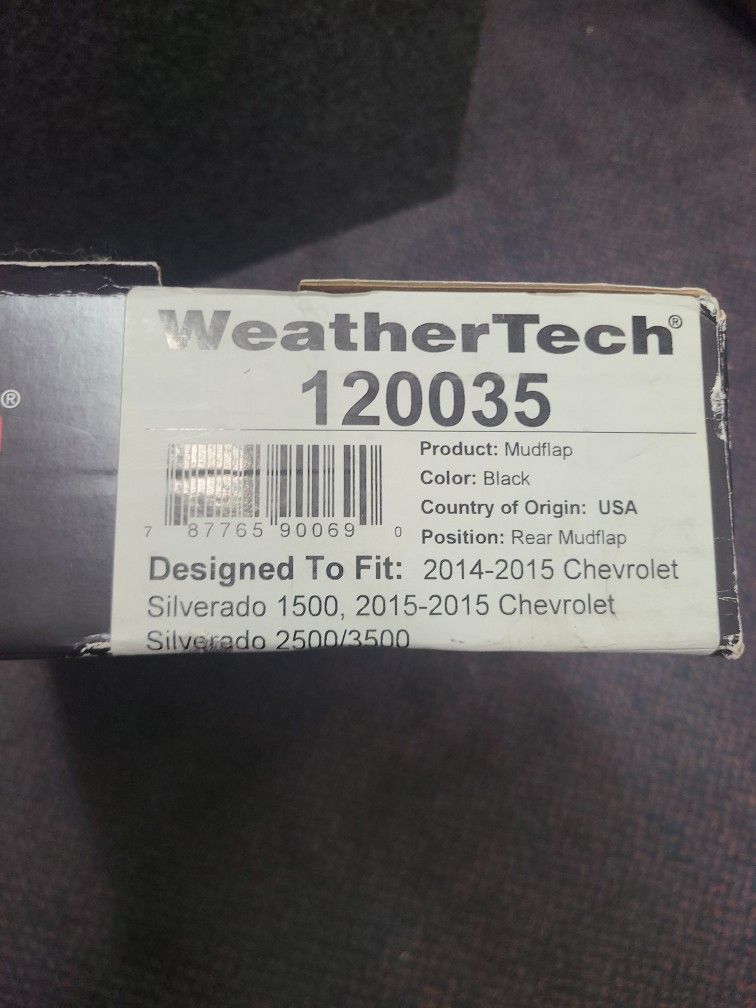 WeatherTech®
120035
®
Product: Mudflap
Color: Black
Country of Origin: USA
Position: Rear Mudflap
7 87765 90069 0
Designed To Fit: 2014-2015 Chevrolet
Silverado 1500, 2015-2015 Chevrolet
Silverado 2500/3500